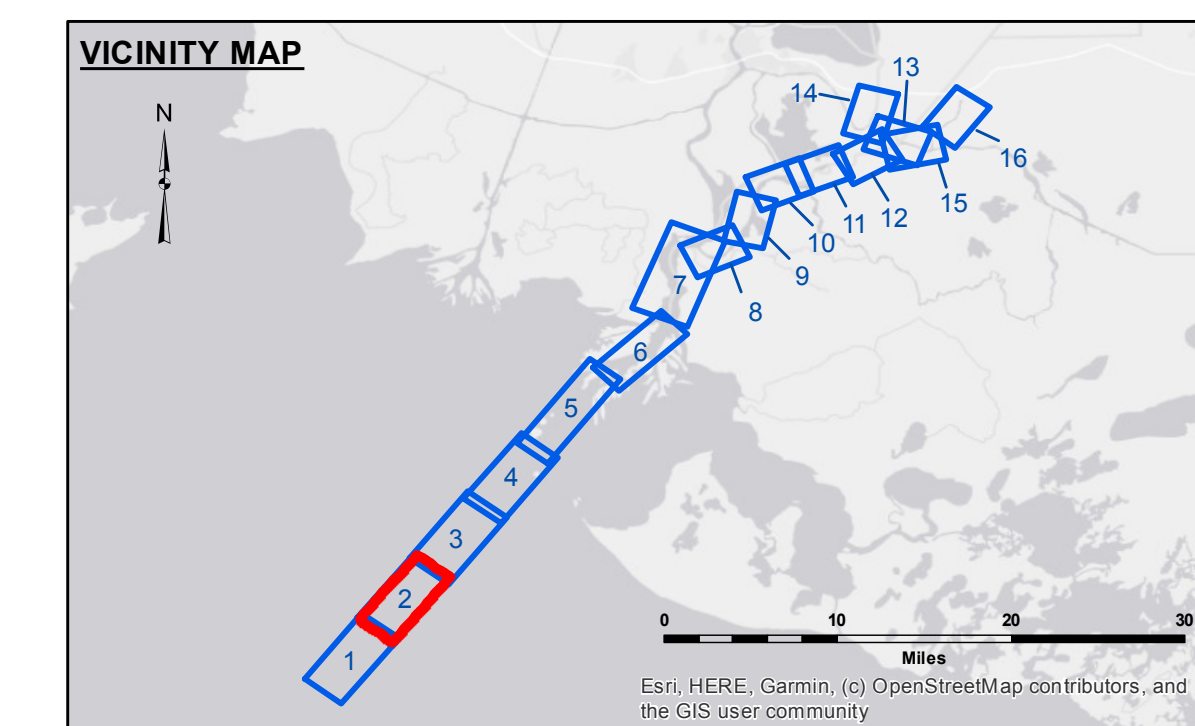 VICINITY MAP
N
13
14
16
15
12
11
10
9
8
7
6
5
4
3
2
1
0 10 20 30
Miles
Esri, HERE, Garmin, (c) OpenStreetMap contributors, and
the GIS user community